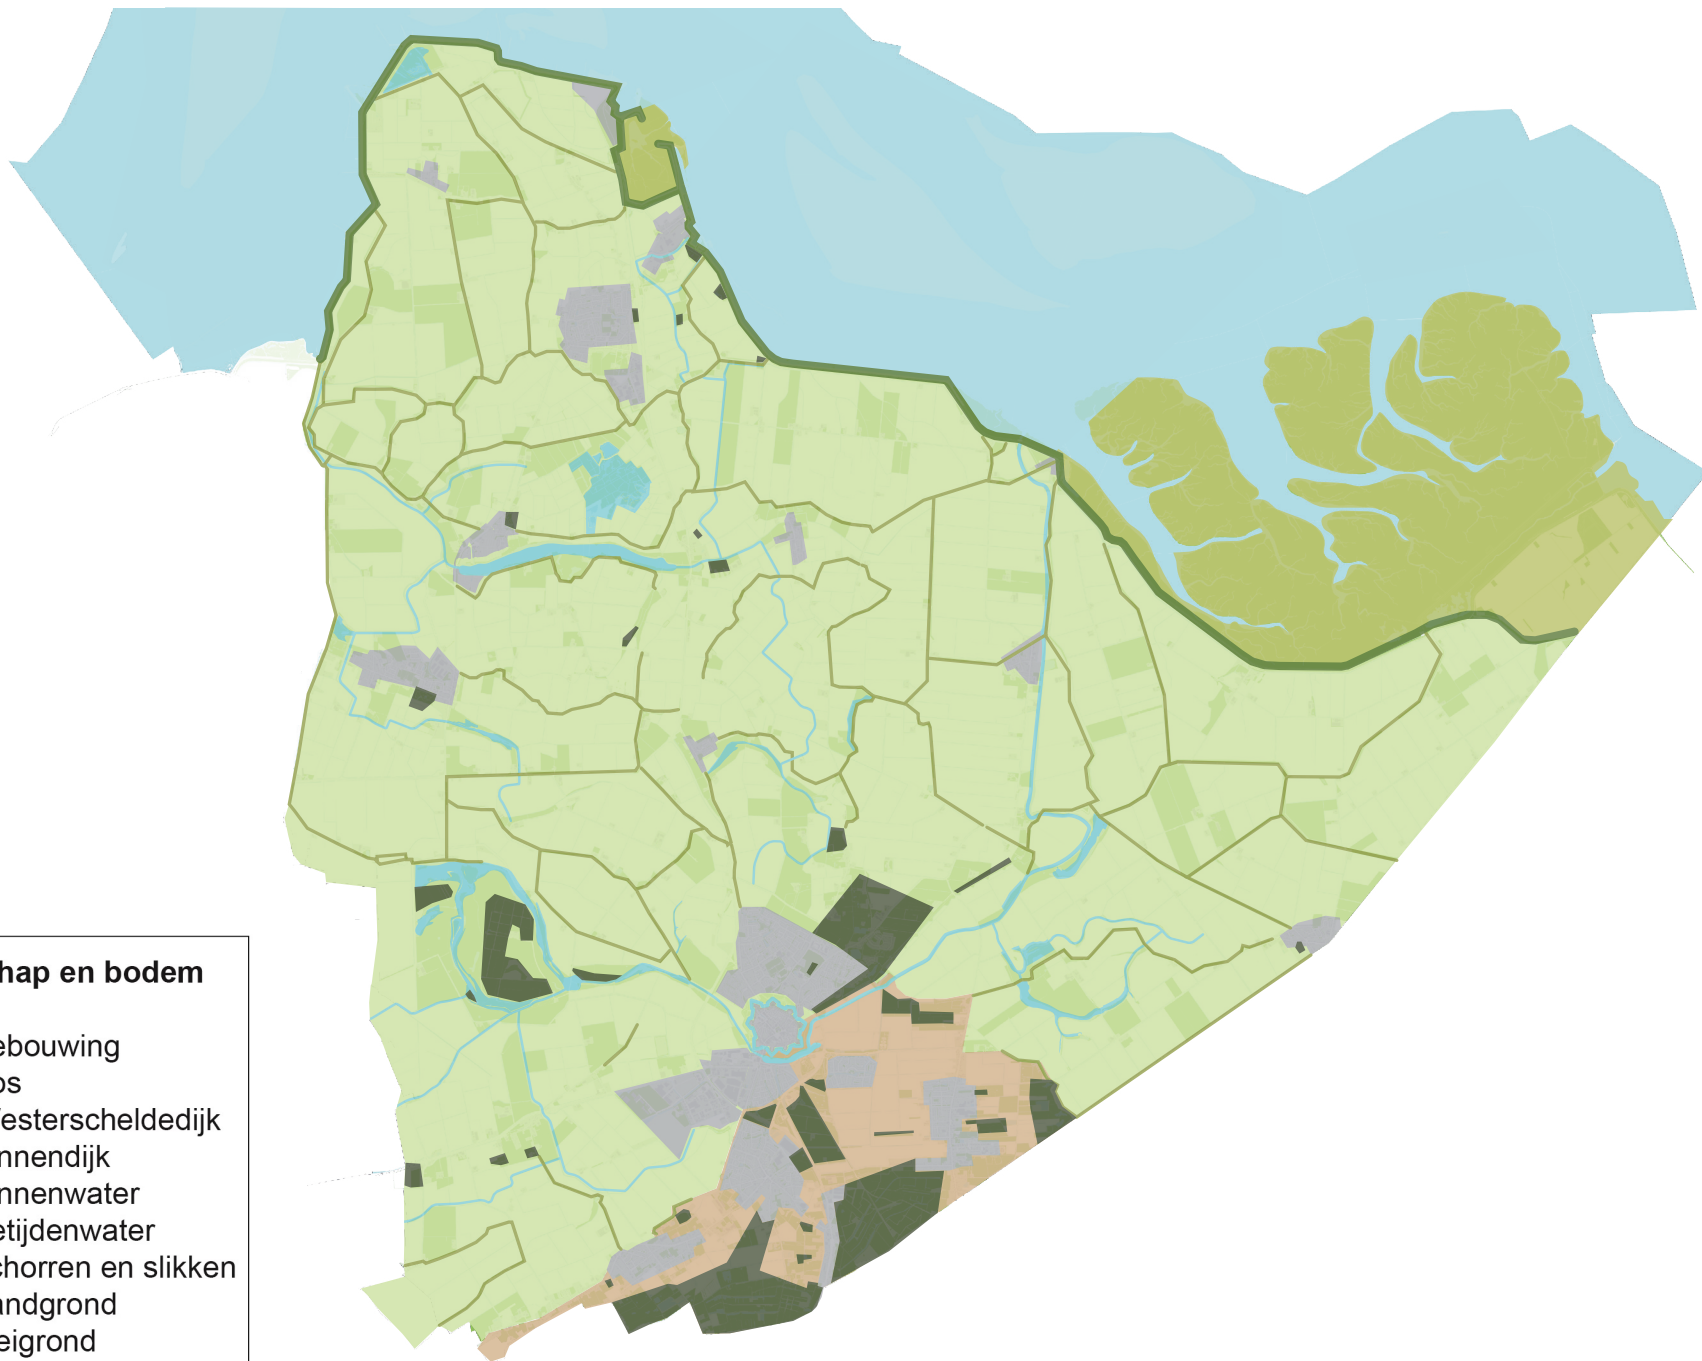 hap en bodem
ebouwing
os
esterscheldedijk
nnendijk
nnenwater
etijdenwater
chorren en slikken
andgrond
eigrond